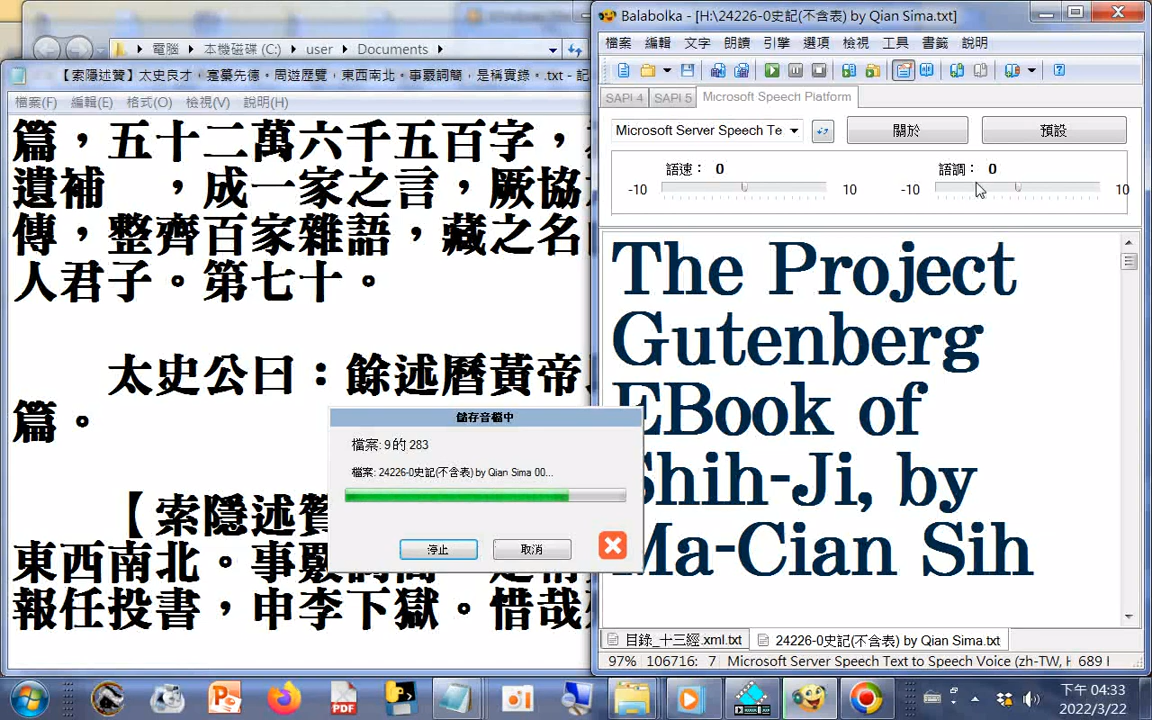 電腦 ▸ 本機磁碟 (C:) ▸ user ▸ Documents ▸
【索隱述贊】太史良才，寔纂先德。周遊歷覽，東西南北。事覈詞簡，是稱實錄。.txt - 記
檔案(F) 編輯(E) 格式(O) 檢視(V) 說明(H)
篇，五十二萬六千五百字，
遺補　，成一家之言，厥協
傳，整齊百家雜語，藏之名
人君子。第七十。
太史公曰：餘述曆黃帝
篇。
【索隱述贊
東西南北。事覈
報任投書，申李下獄。惜哉
Balabolka - [H:\24226-0史記(不含表) by Qian Sima.txt]
檔案 編輯 文字 朗讀 引擎 選項 檢視 工具 書籤 說明
SAPI 4 SAPI 5 Microsoft Speech Platform
Microsoft Server Speech Te 關於 預設
語速： 0 語調： 0
-10 10 -10 10
The Project
Gutenberg
EBook of
Shih-Ji, by
Ma-Cian Sih
儲存音檔中
檔案: 9的 283
檔案: 24226-0史記(不含表) by Qian Sima 00...
停止 取消
目錄_十三經.xml.txt 24226-0史記(不含表) by Qian Sima.txt
97% 106716: 7 Microsoft Server Speech Text to Speech Voice (zh-TW, H 689 l
PDF
下午 04:33
2022/3/22